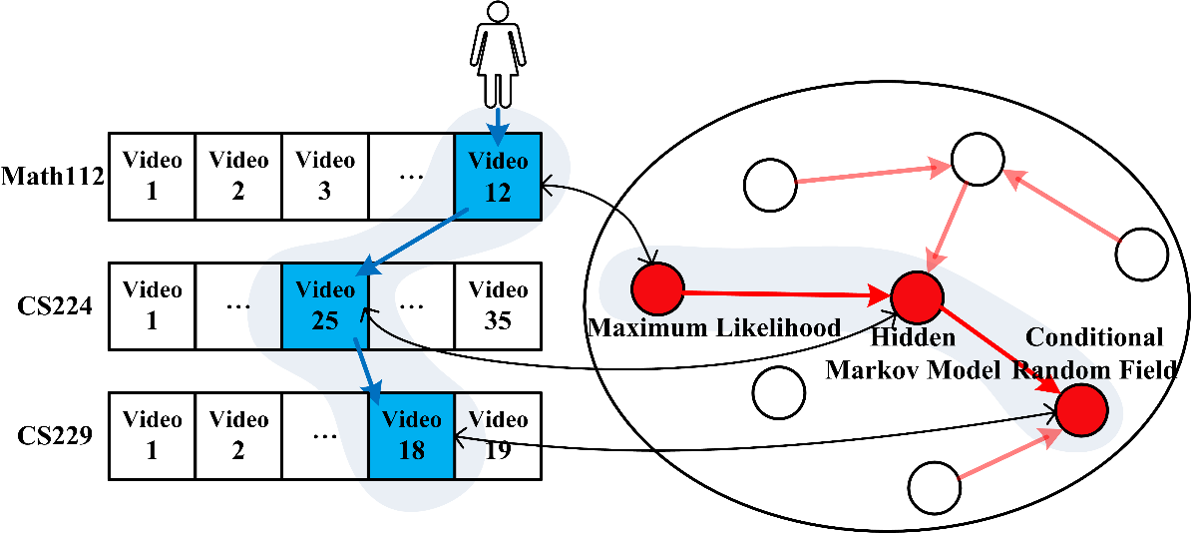 Math112
Video 1
Video 2
Video 3
...
Video 12
CS224
Video 1
...
Video 25
...
Video 35
CS229
Video 1
Video 2
...
Video 18
Video 19
Maximum Likelihood
Hidden
Markov Model
Conditional
Random Field